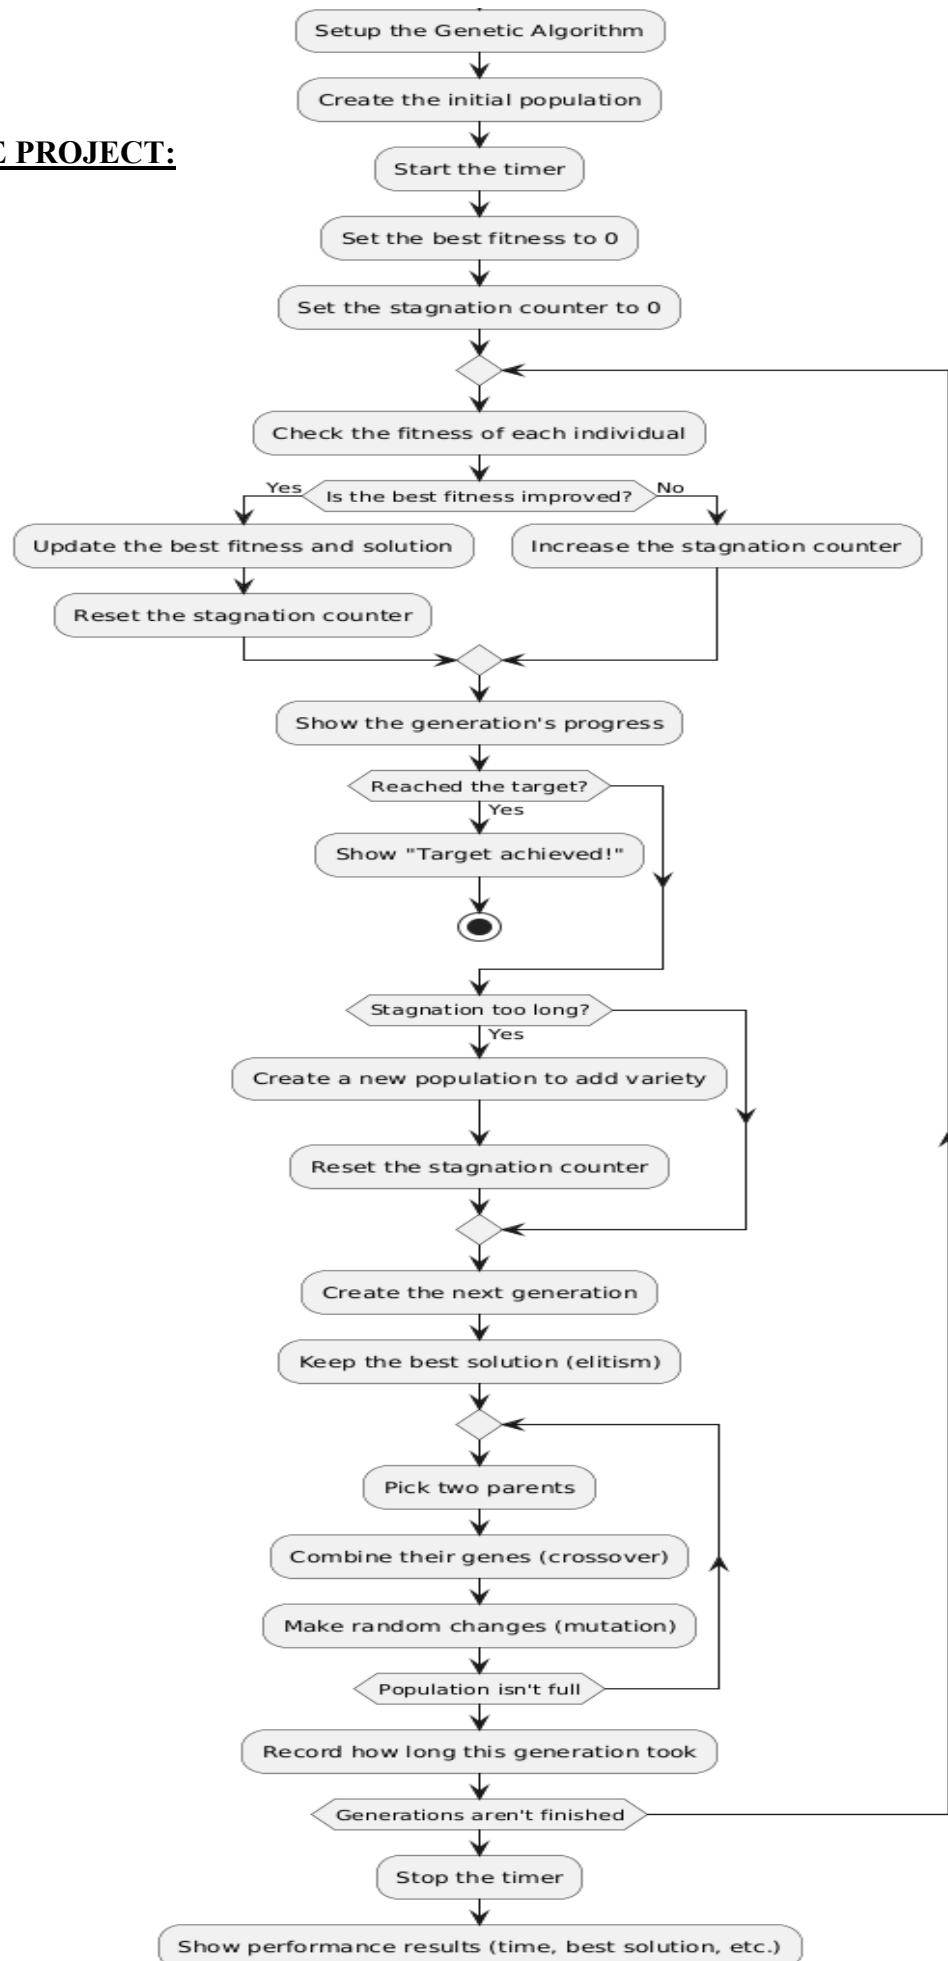 Setup the Genetic Algorithm
Create the initial population
E PROJECT:
Start the timer
Set the best fitness to 0
Set the stagnation counter to 0
Check the fitness of each individual
Yes
Is the best fitness improved?
No
Update the best fitness and solution
Increase the stagnation counter
Reset the stagnation counter
Show the generation's progress
Reached the target?
Yes
Show "Target achieved!"
Stagnation too long?
Yes
Create a new population to add variety
Reset the stagnation counter
Create the next generation
Keep the best solution (elitism)
Pick two parents
Combine their genes (crossover)
Make random changes (mutation)
Population isn't full
Record how long this generation took
Generations aren't finished
Stop the timer
Show performance results (time, best solution, etc.)